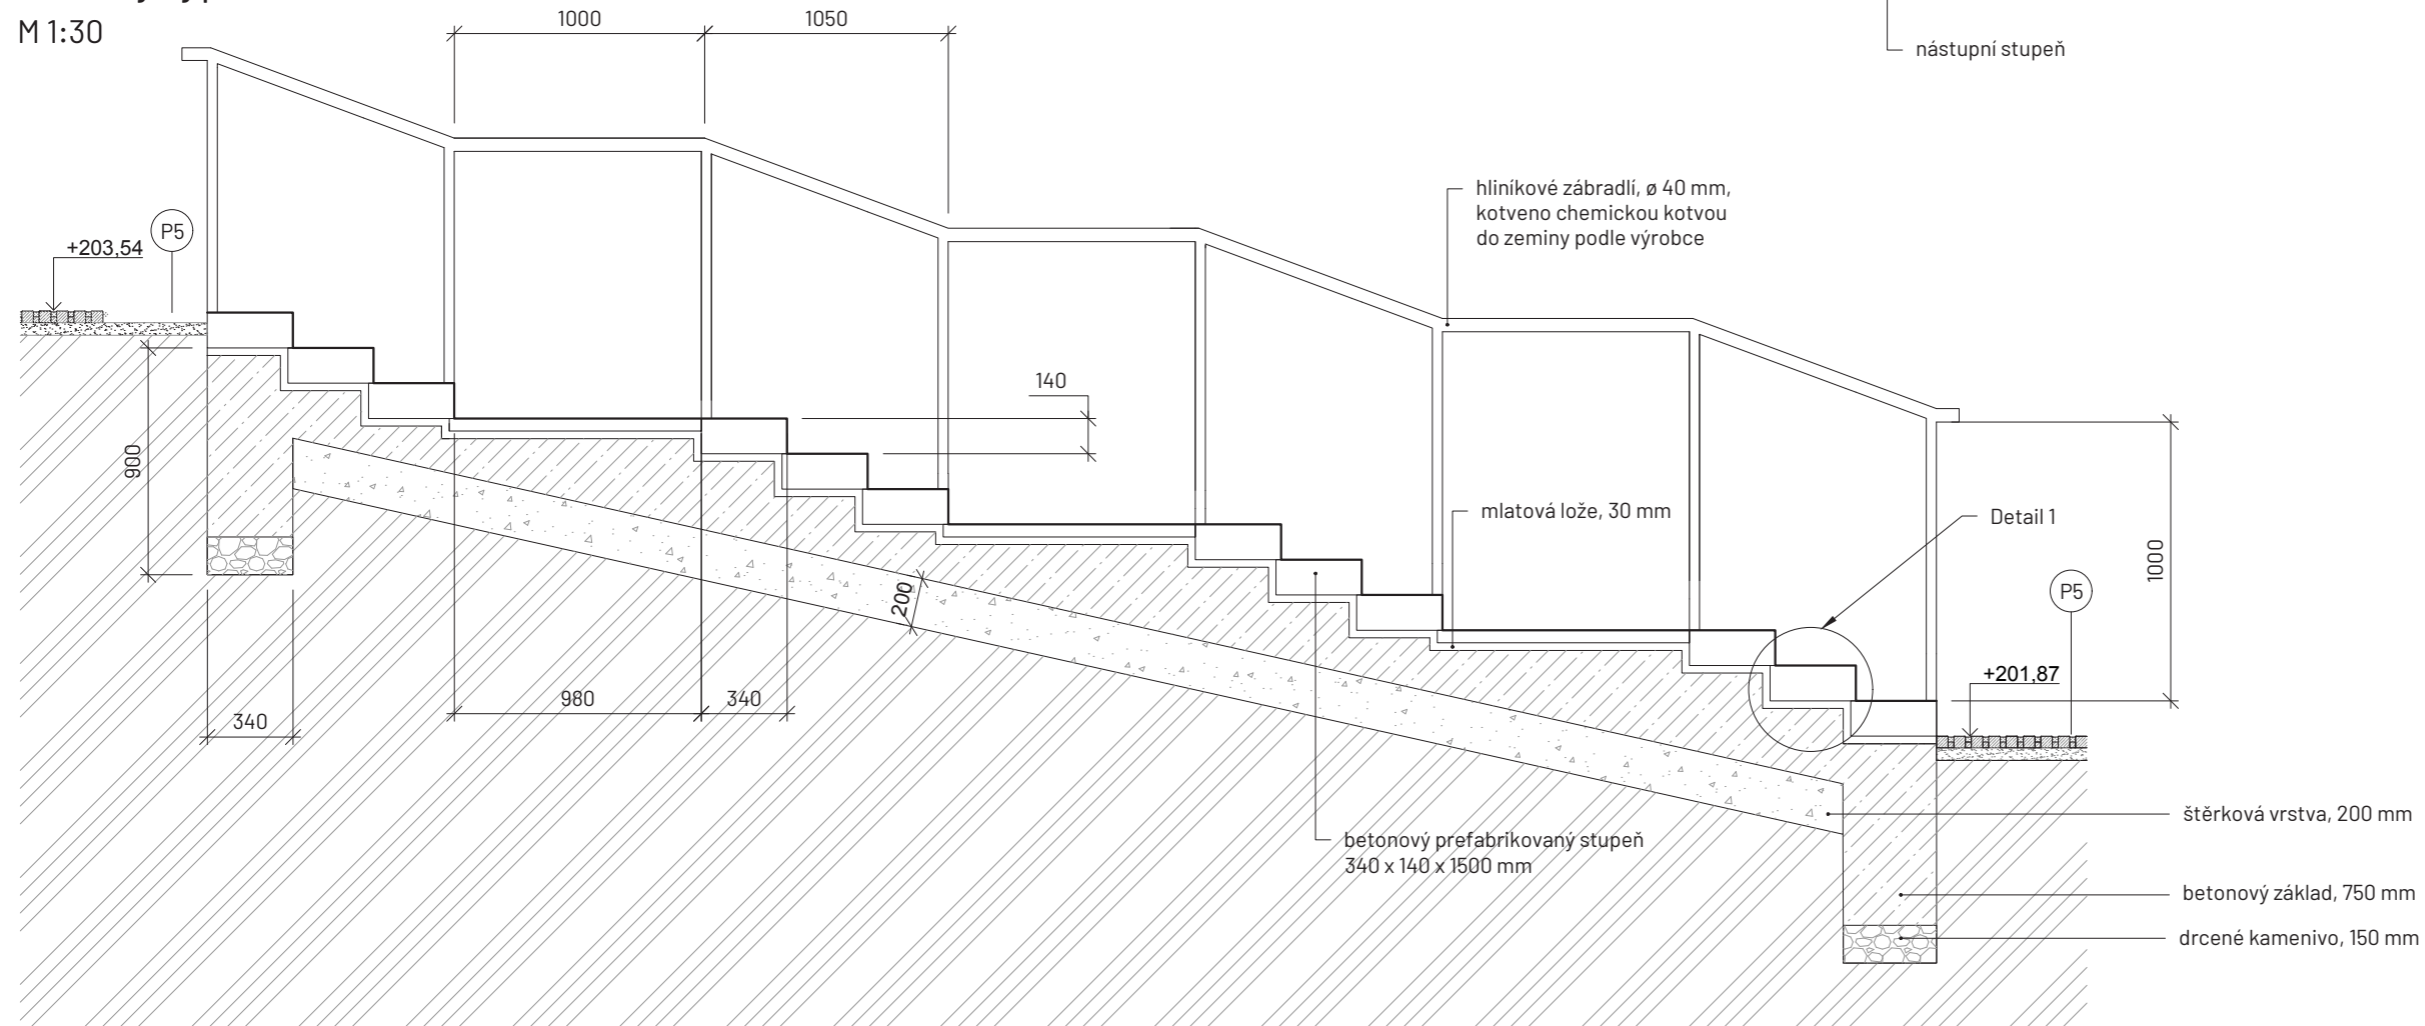 M 1:30
1000
1050
nástupní stupeň
hliníkové zábradlí, ø 40 mm,
kotveno chemickou kotvou
do zeminy podle výrobce
P5
+203,54
140
900
mlatová lože, 30 mm
Detail 1
1000
P5
200
+201,87
980
340
340
betonový prefabrikovaný stupeň
340 x 140 x 1500 mm
štěrková vrstva, 200 mm
betonový základ, 750 mm
drcené kamenivo, 150 mm